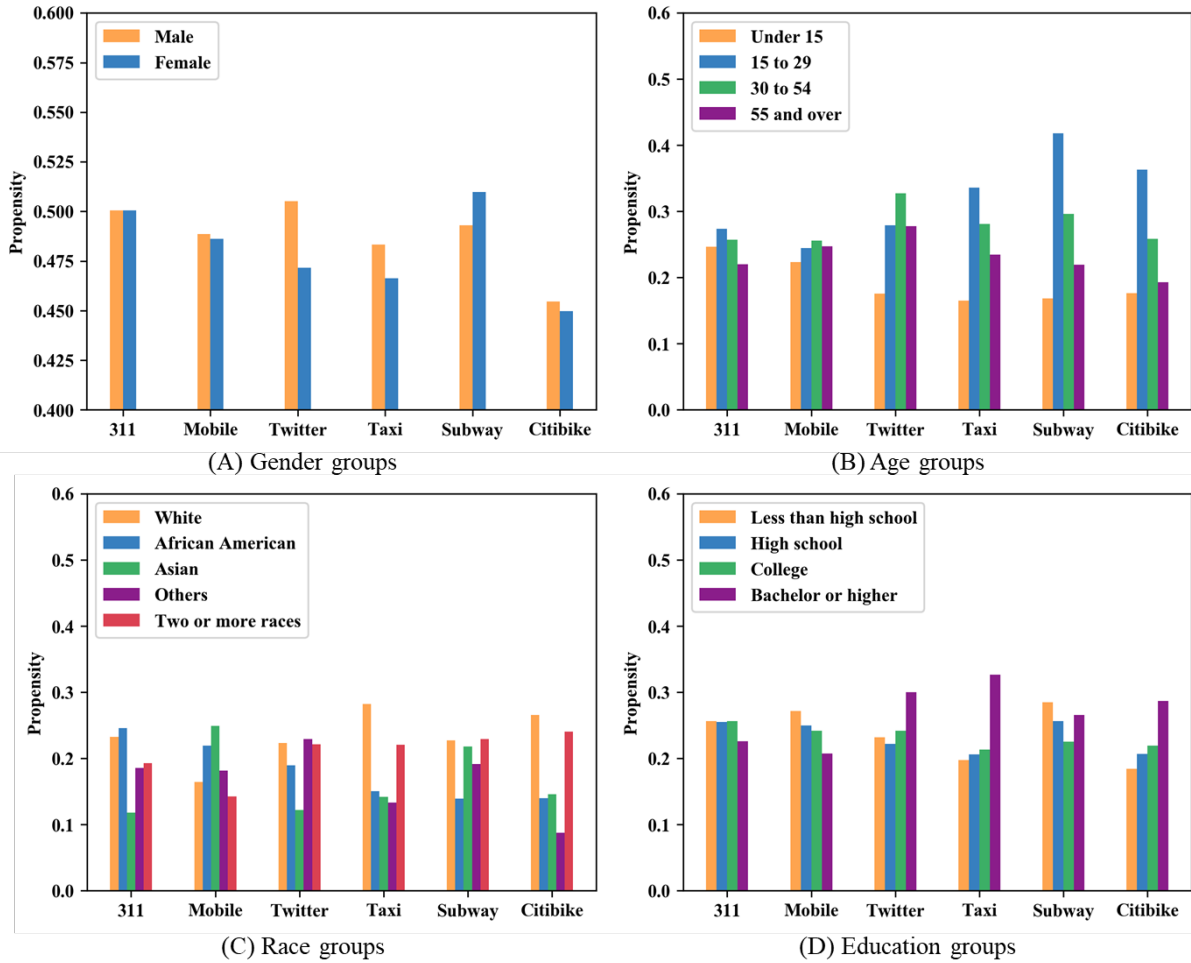 0.600
0.575
0.550
0.525
0.500
0.475
0.450
0.425
0.400
Propensity
Male
Female
311 Mobile Twitter Taxi Subway Citibike
(A) Gender groups
0.6
0.5
0.4
0.3
0.2
0.1
0.0
Propensity
Under 15
15 to 29
30 to 54
55 and over
311 Mobile Twitter Taxi Subway Citibike
(B) Age groups
0.6
0.5
0.4
0.3
0.2
0.1
0.0
Propensity
White
African American
Asian
Others
Two or more races
311 Mobile Twitter Taxi Subway Citibike
(C) Race groups
0.6
0.5
0.4
0.3
0.2
0.1
0.0
Propensity
Less than high school
High school
College
Bachelor or higher
311 Mobile Twitter Taxi Subway Citibike
(D) Education groups